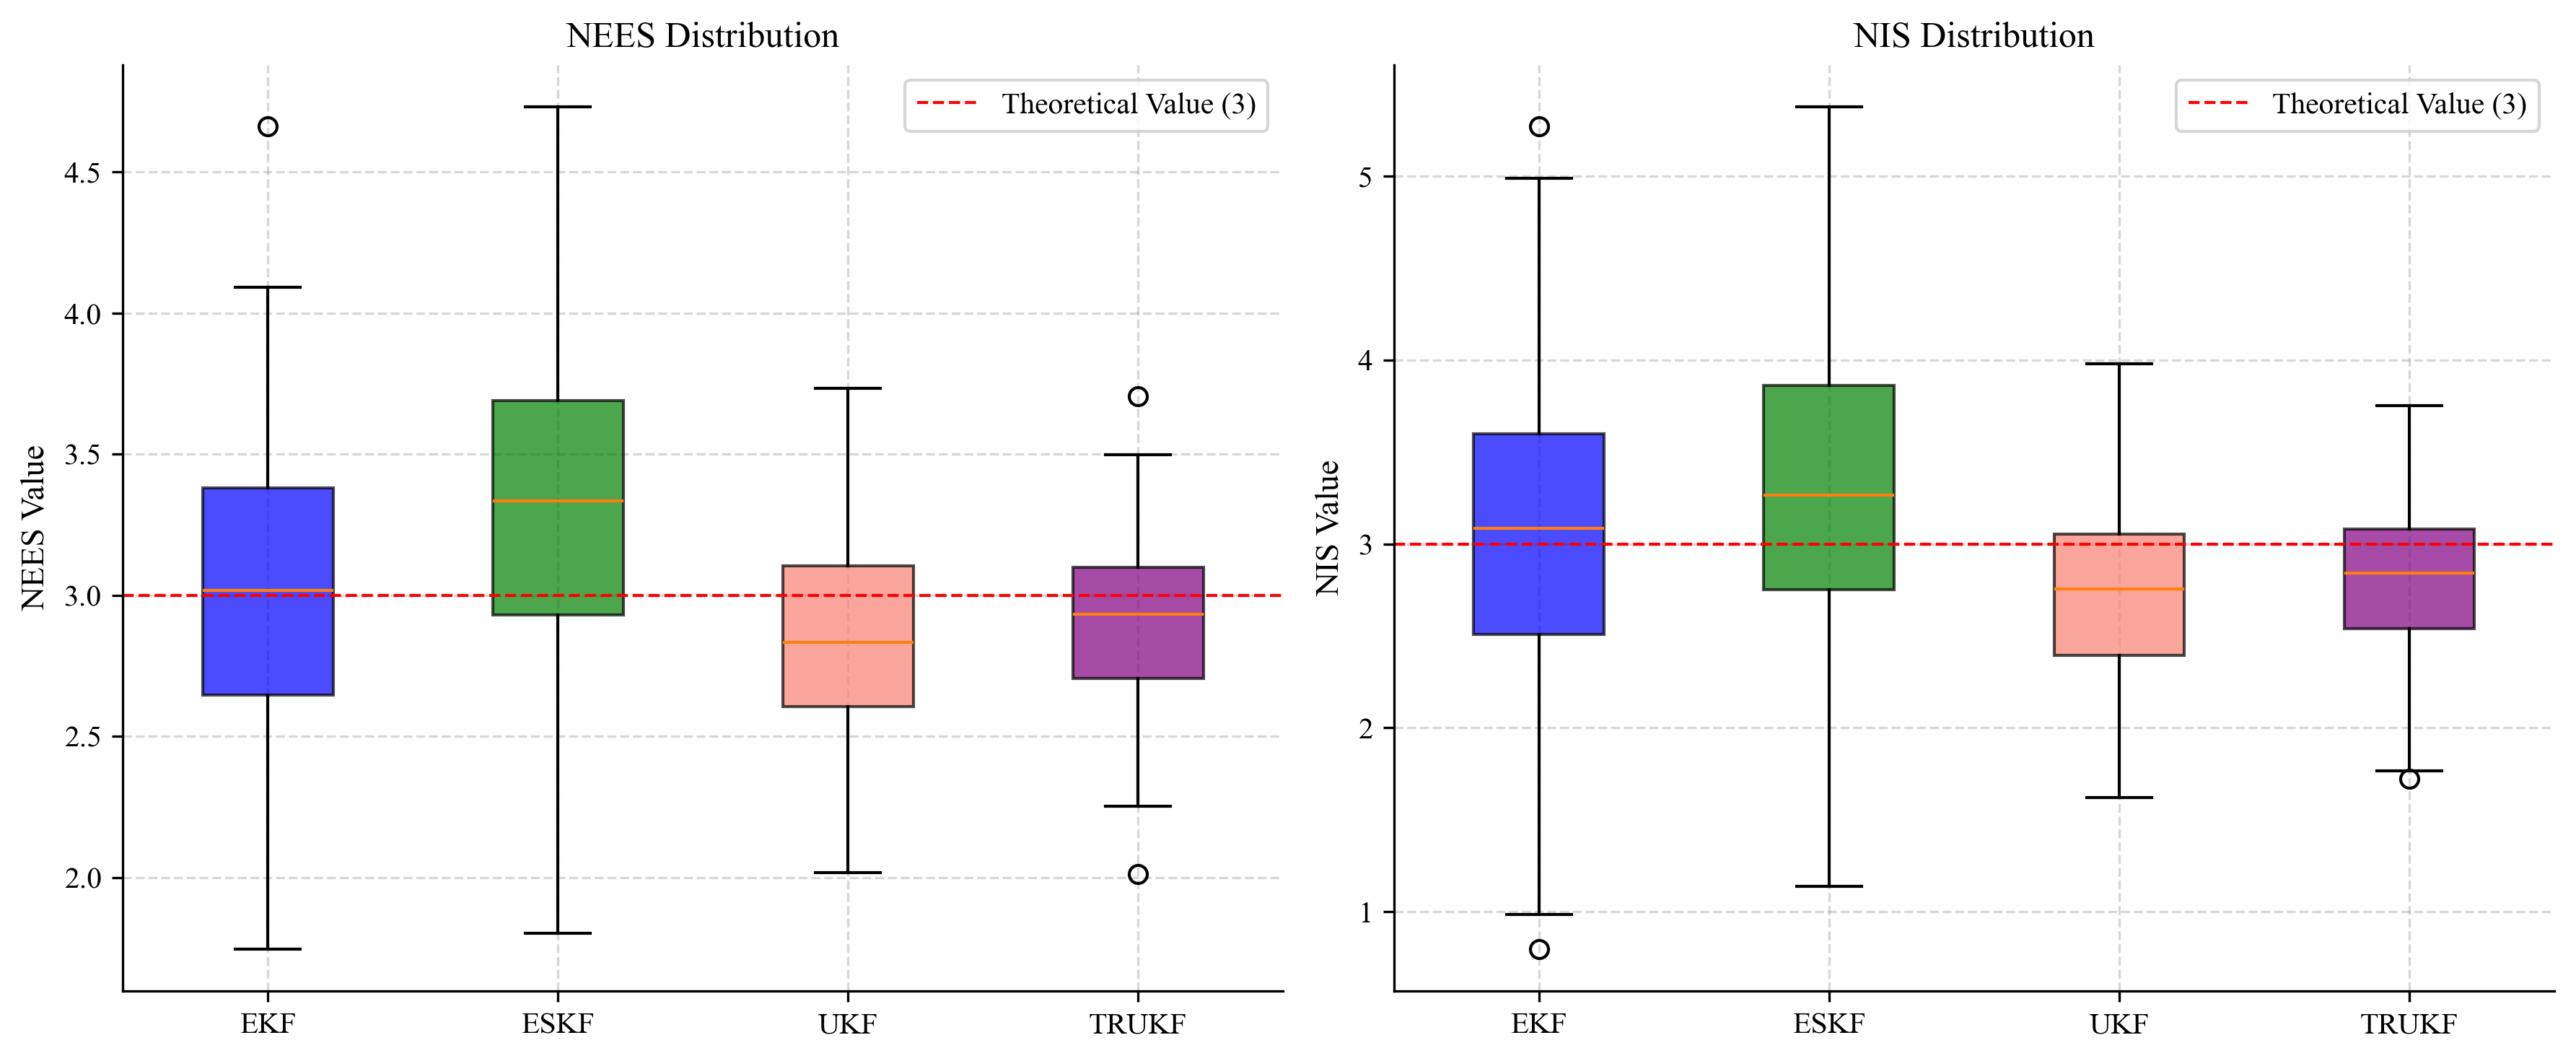 NEES Distribution
Theoretical Value (3)
NEES Value
4.5
4.0
3.5
3.0
2.5
2.0
EKF
ESKF
UKF
TRUKF
NIS Distribution
Theoretical Value (3)
NIS Value
5
4
3
2
1
EKF
ESKF
UKF
TRUKF